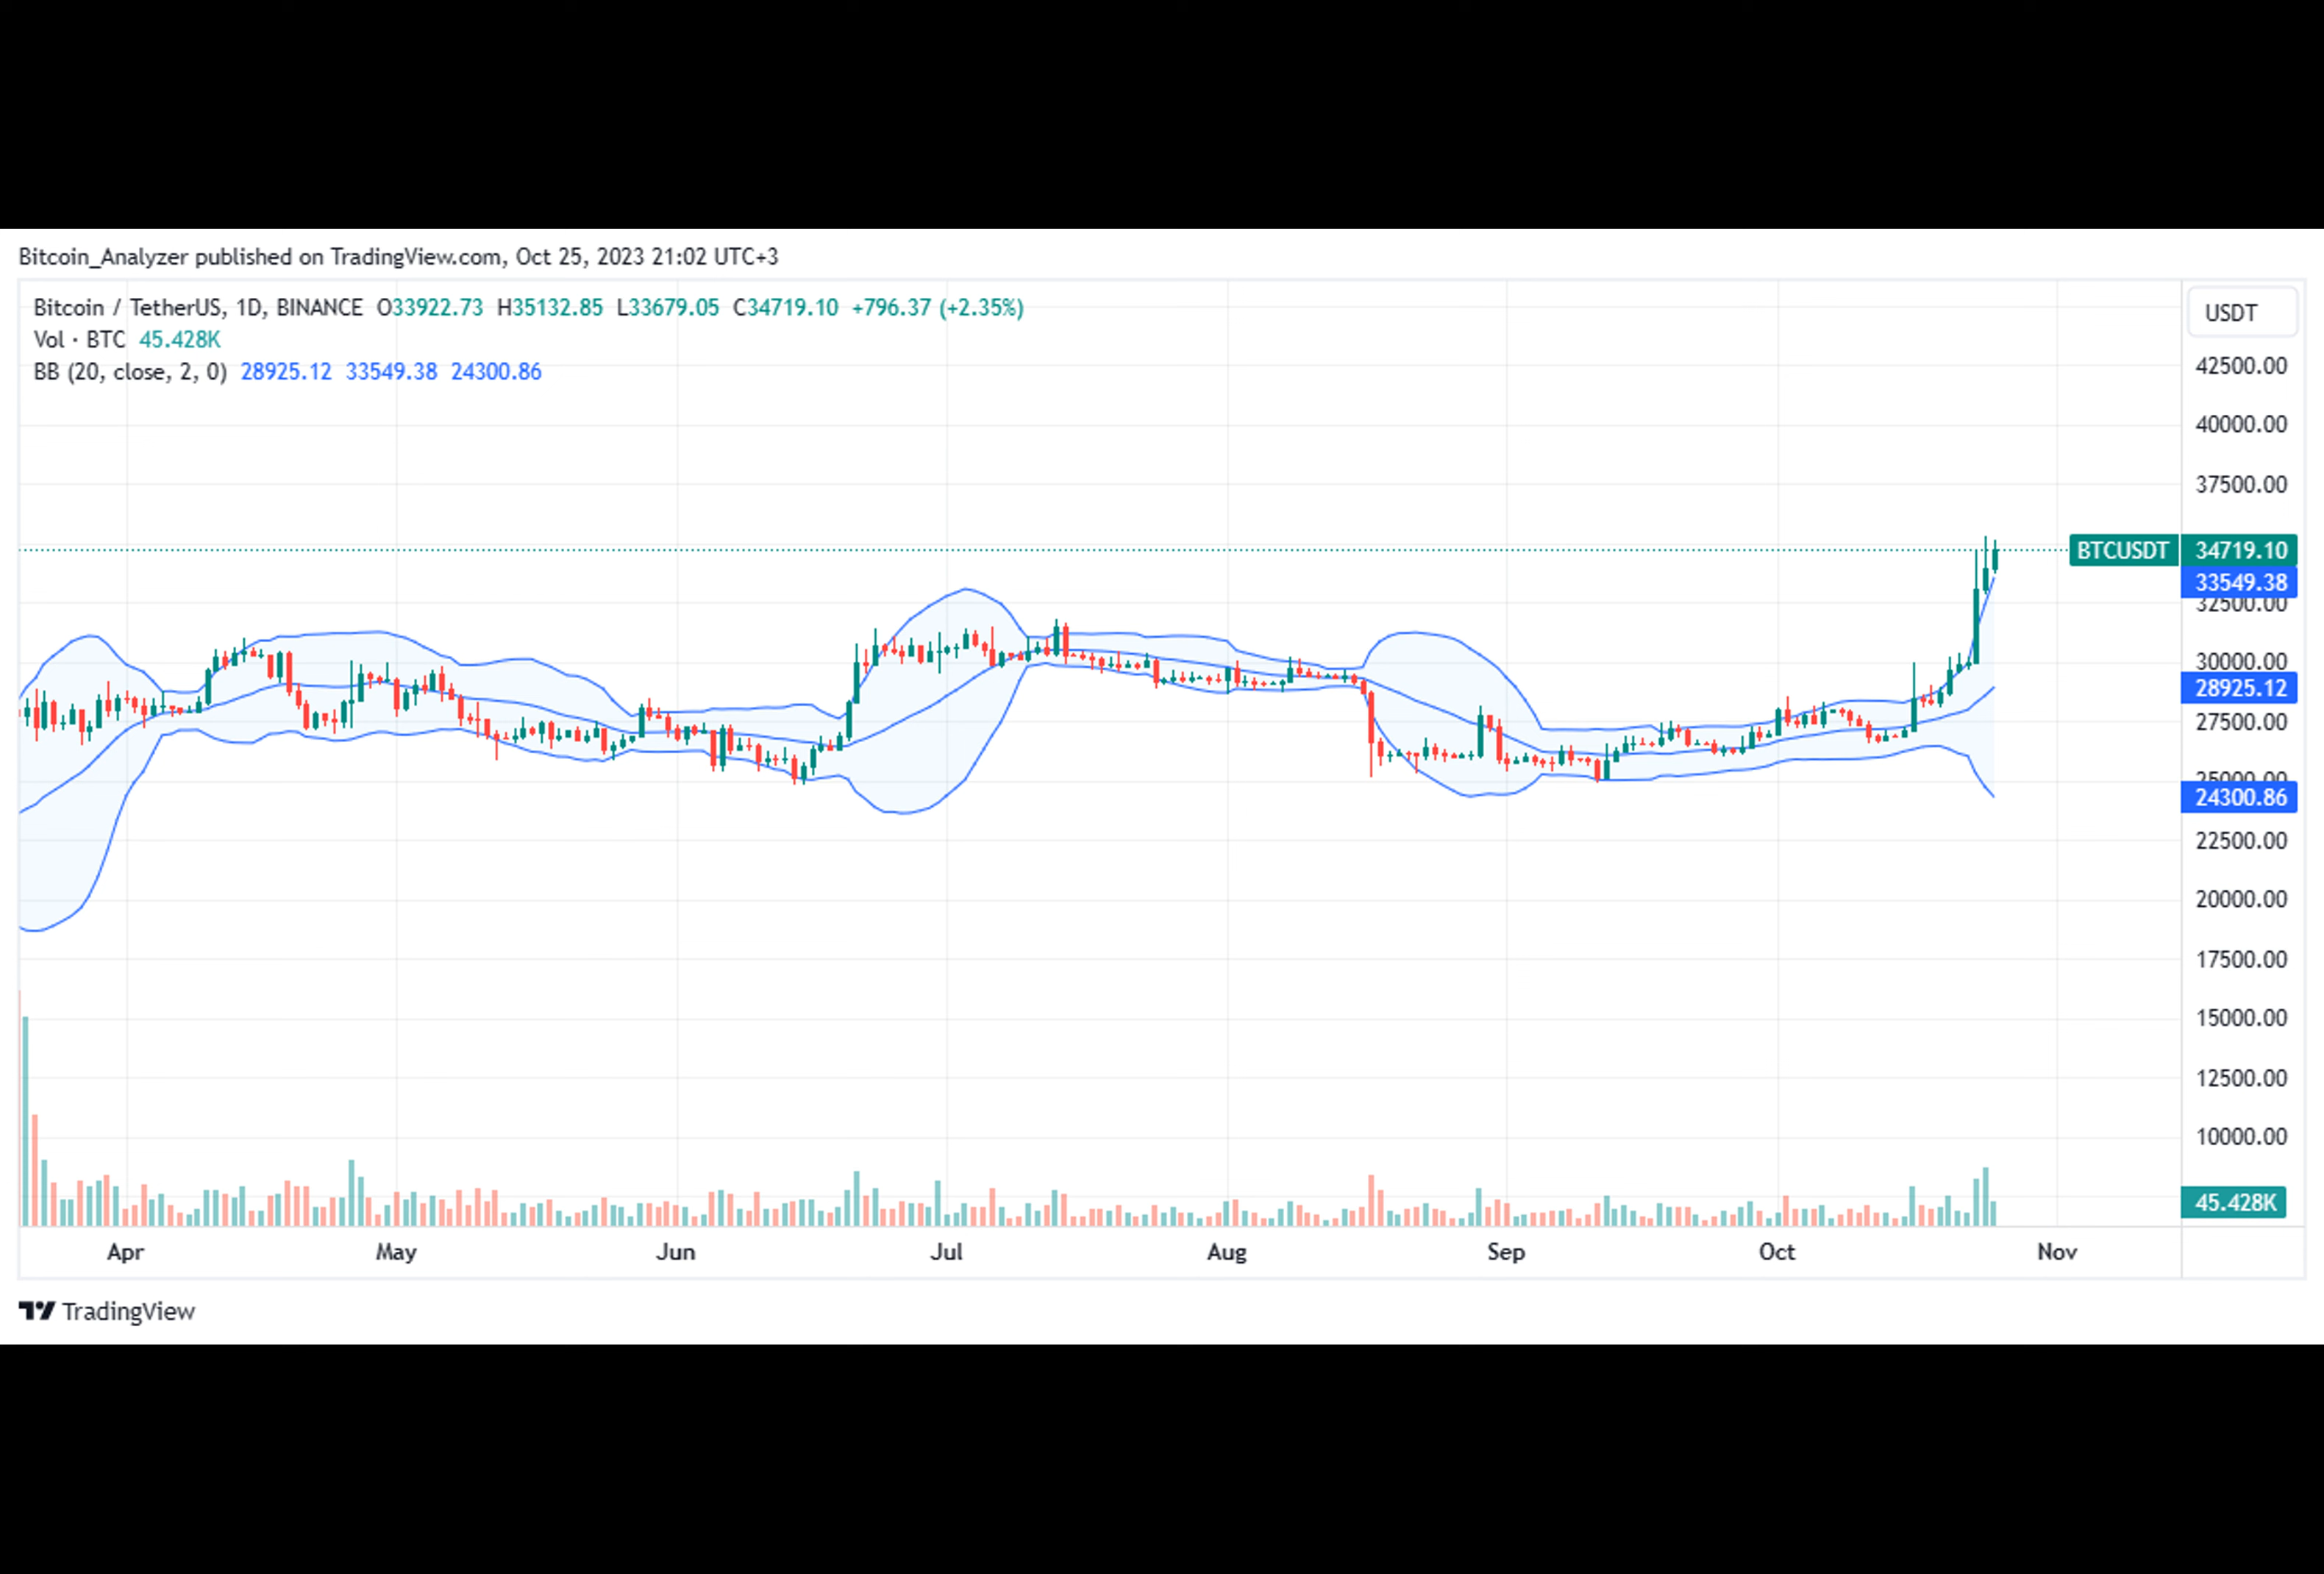 Bitcoin_Analyzer published on TradingView.com, Oct 25, 2023 21:02 UTC+3
Bitcoin / TetherUS, 1D, BINANCE O33922.73 H35132.85 L33679.05 C34719.10 +796.37 (+2.35%)
Vol · BTC 45.428K
BB (20, close, 2, 0) 28925.12 33549.38 24300.86
USDT
42500.00
40000.00
37500.00
BTCUSDT 34719.10
33549.38
32500.00
30000.00
28925.12
27500.00
25000.00
24300.86
22500.00
20000.00
17500.00
15000.00
12500.00
10000.00
45.428K
Apr May Jun Jul Aug Sep Oct Nov
TradingView